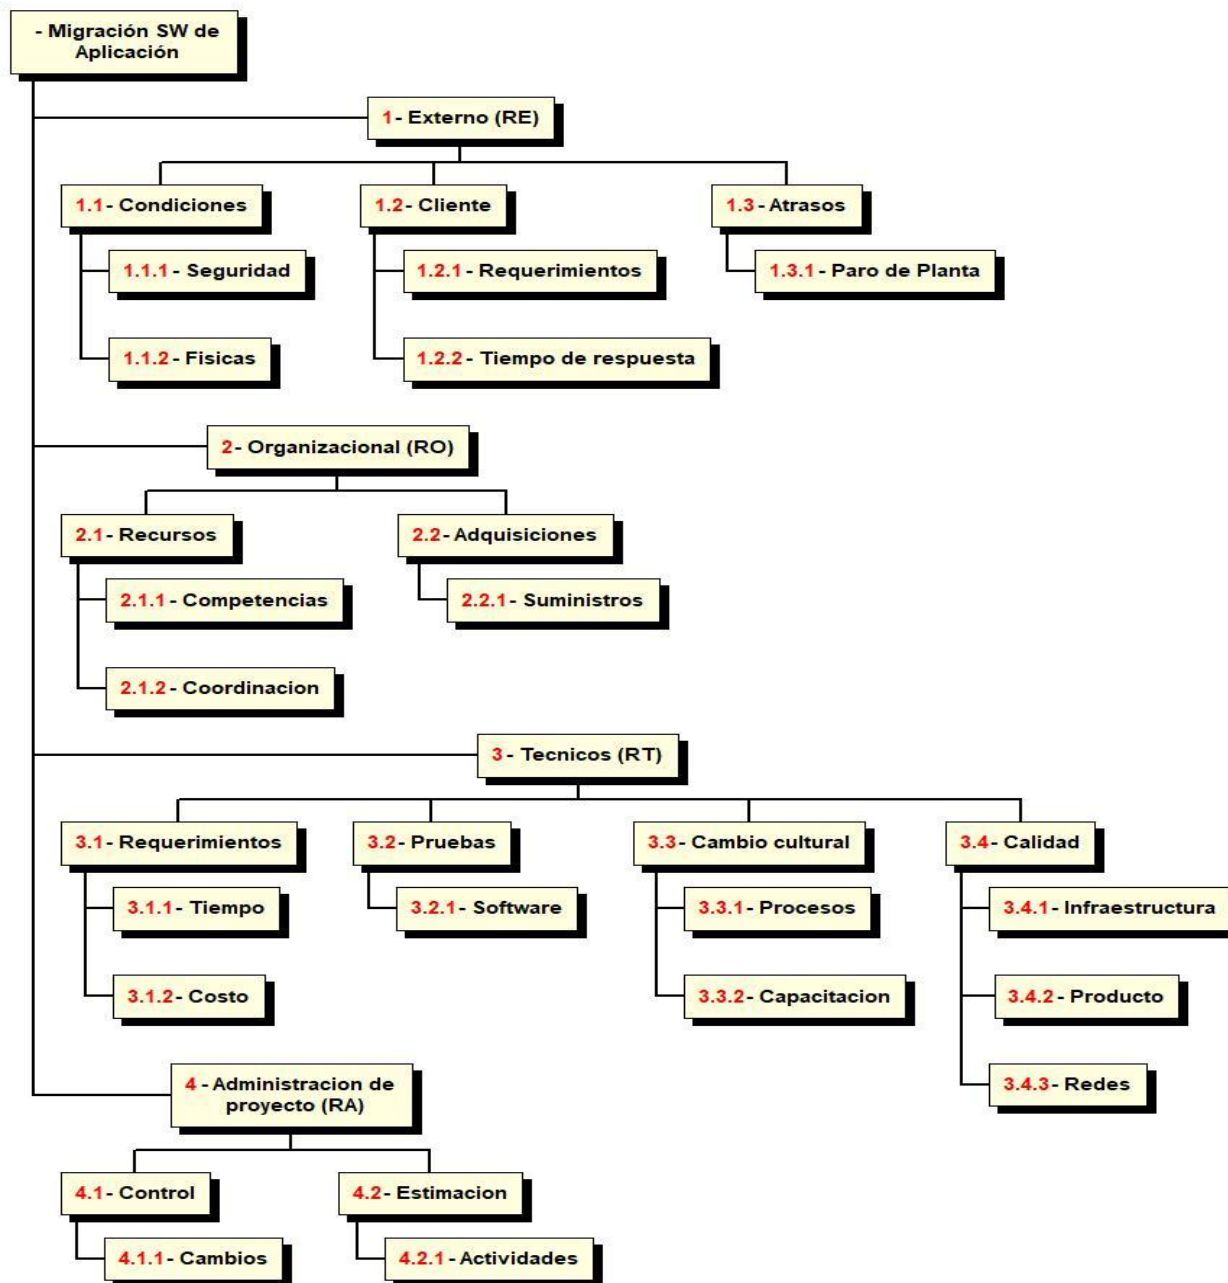 - Migración SW de
Aplicación
1- Externo (RE)
1.1- Condiciones
1.2- Cliente
1.3 - Atrasos
1.1.1 - Seguridad
1.2.1 - Requerimientos
1.3.1 - Paro de Planta
1.1.2 - Fisicas
1.2.2 - Tiempo de respuesta
2- Organizacional (RO)
2.1- Recursos
2.2- Adquisiciones
2.1.1 - Competencias
2.2.1 - Suministros
2.1.2 - Coordinacion
3- Tecnicos (RT)
3.1- Requerimientos
3.2 - Pruebas
3.3- Cambio cultural
3.4- Calidad
3.1.1 - Tiempo
3.2.1 - Software
3.3.1 - Procesos
3.4.1 - Infraestructura
3.1.2- Costo
3.3.2 - Capacitacion
3.4.2 - Producto
3.4.3 - Redes
4 - Administracion de
proyecto (RA)
4.1 - Control
4.2- Estimacion
4.1.1 - Cambios
4.2.1 - Actividades